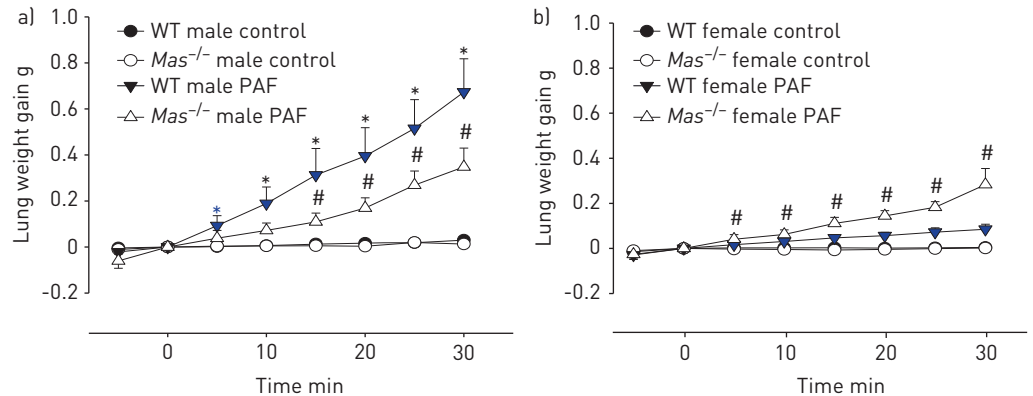 a)
Lung weight gain g
1.0
0.8
0.6
0.4
0.2
0
-0.2
WT male control
Mas–/– male control
WT male PAF
Mas–/– male PAF
*
*
*
*
*
*
#
#
#
#
0 10 20 30
Time min
b)
Lung weight gain g
1.0
0.8
0.6
0.4
0.2
0
-0.2
WT female control
Mas–/– female control
WT female PAF
Mas–/– female PAF
#
#
#
#
#
#
0 10 20 30
Time min